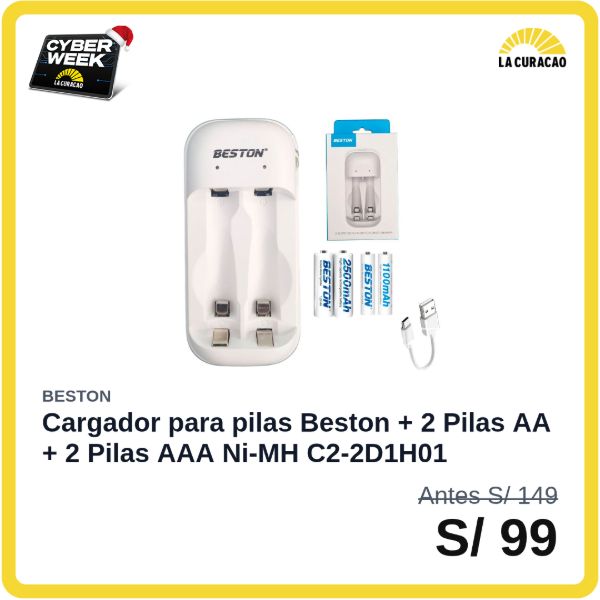 CYBER
WEEK
LA CURACAO
LA CURACAO
BESTON
BESTON
BESTON
2500mAh
BESTON
1100mAh
BESTON
Cargador para pilas Beston + 2 Pilas AA
+ 2 Pilas AAA Ni-MH C2-2D1H01
Antes S/ 149
S/ 99